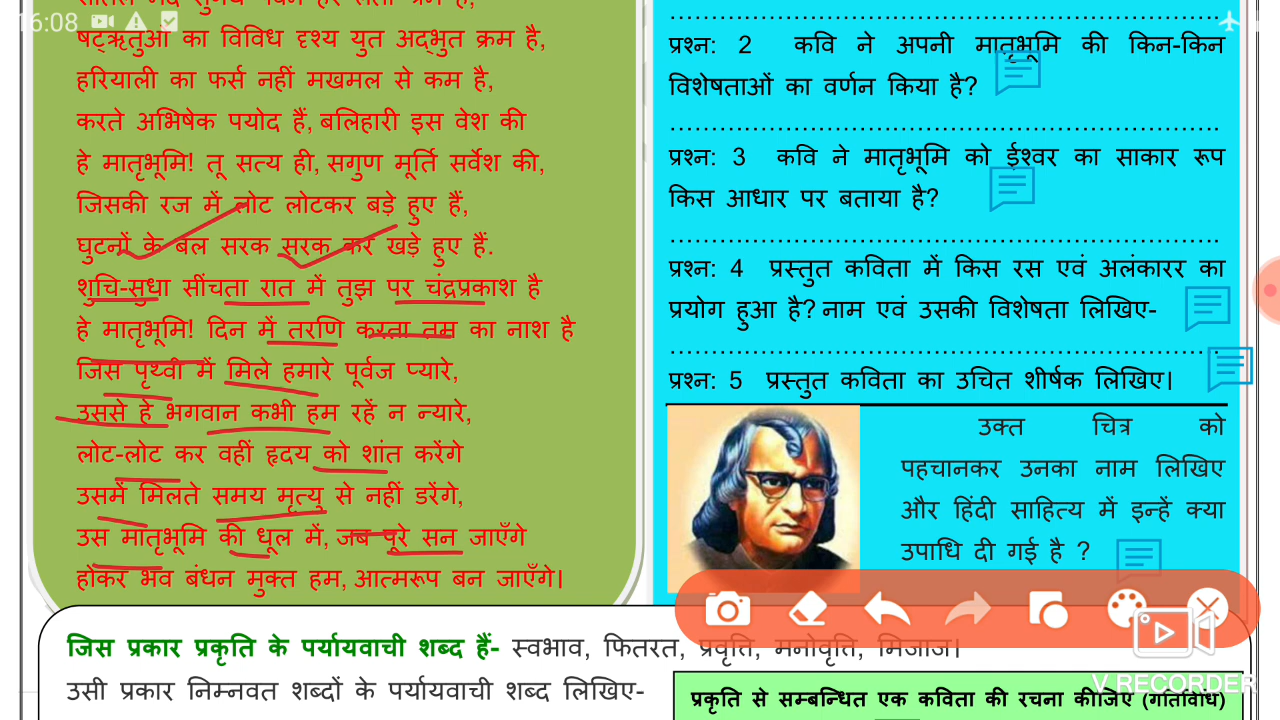 16:08
शीतल मंद सुगंध पवन हर लेता श्रम है,
षट्ऋतुओं का विविध दृश्य युत अद्भुत क्रम है,
हरियाली का फर्स नहीं मखमल से कम है,
करते अभिषेक पयोद हैं, बलिहारी इस वेश की
हे मातृभूमि! तू सत्य ही, सगुण मूर्ति सर्वेश की,
जिसकी रज में लोट लोटकर बड़े हुए हैं,
घुटनों के बल सरक सरक कर खड़े हुए हैं.
शुचि-सुधा सींचता रात में तुझ पर चंद्रप्रकाश है
हे मातृभूमि! दिन में तरणि करता तम का नाश है
जिस पृथ्वी में मिले हमारे पूर्वज प्यारे,
उससे हे भगवान कभी हम रहें न न्यारे,
लोट-लोट कर वहीं हृदय को शांत करेंगे
उसमें मिलते समय मृत्यु से नहीं डरेंगे,
उस मातृभूमि की धूल में, जब पूरे सन जाएँगे
होकर भव बंधन मुक्त हम, आत्मरूप बन जाएँगे।
प्रश्न: 2 कवि ने अपनी मातृभूमि की किन-किन
विशेषताओं का वर्णन किया है?
प्रश्न: 3 कवि ने मातृभूमि को ईश्वर का साकार रूप
किस आधार पर बताया है?
प्रश्न: 4 प्रस्तुत कविता में किस रस एवं अलंकारर का
प्रयोग हुआ है? नाम एवं उसकी विशेषता लिखिए-
प्रश्न: 5 प्रस्तुत कविता का उचित शीर्षक लिखिए।
उक्त चित्र को
पहचानकर उनका नाम लिखिए
और हिंदी साहित्य में इन्हें क्या
उपाधि दी गई है ?
जिस प्रकार प्रकृति के पर्यायवाची शब्द हैं- स्वभाव, फितरत, प्रवृति, मनोवृत्ति, मिजाज।
उसी प्रकार निम्नवत शब्दों के पर्यायवाची शब्द लिखिए-
प्रकृति से सम्बन्धित एक कविता की रचना कीजिए (गतिविधि)
V RECORDER